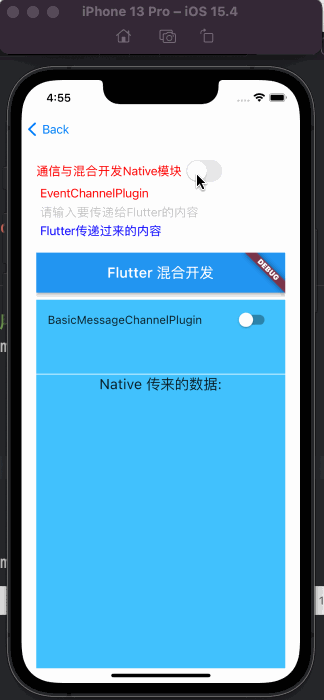 iPhone 13 Pro – iOS 15.4
4:55
Back
通信与混合开发Native模块
EventChannelPlugin
请输入要传递给Flutter的内容
Flutter传递过来的内容
Flutter 混合开发
DEBUG
BasicMessageChannelPlugin
Native 传来的数据: